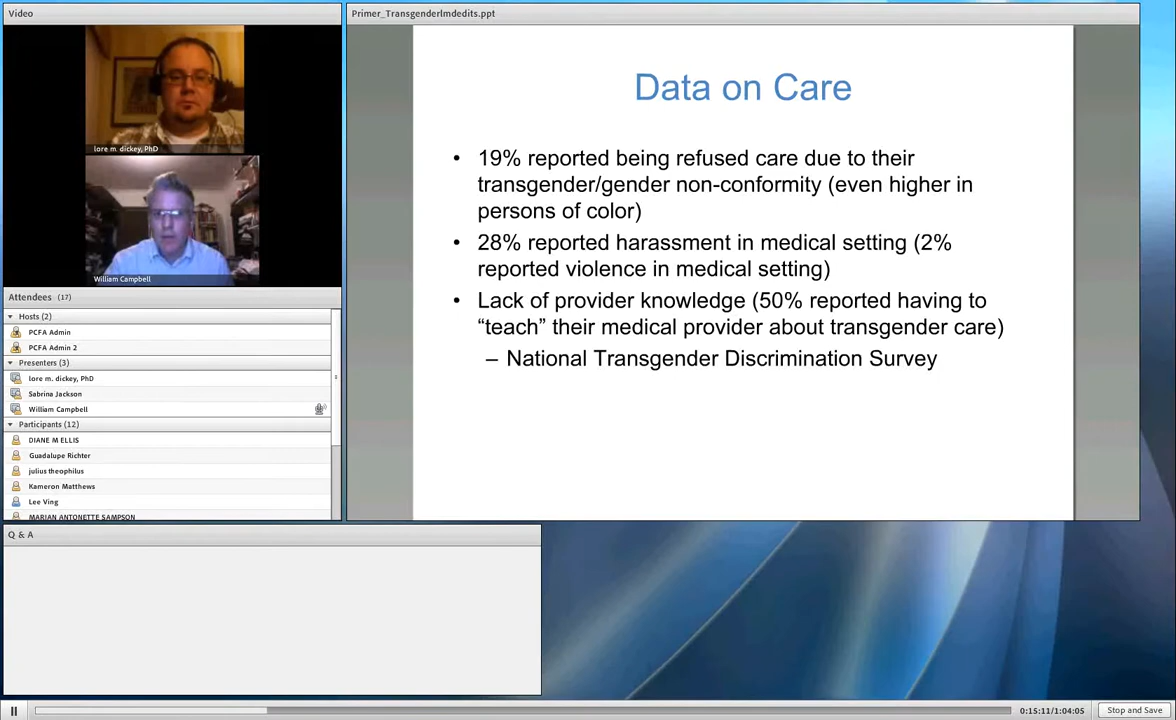 Video
lore m. dickey, PhD
William Campbell
Attendees (17)
Hosts (2)
PCFA Admin
PCFA Admin 2
Presenters (3)
lore m. dickey, PhD
Sabrina Jackson
William Campbell
Participants (12)
DIANE M ELLIS
Guadalupe Richter
julius theophilus
Kameron Matthews
Lee Ving
MARIAN ANTONETTE SAMPSON
Q & A
Primer_Transgenderlmdedits.ppt
Data on Care
• 19% reported being refused care due to their
transgender/gender non-conformity (even higher in
persons of color)
• 28% reported harassment in medical setting (2%
reported violence in medical setting)
• Lack of provider knowledge (50% reported having to
“teach” their medical provider about transgender care)
– National Transgender Discrimination Survey
0:15:11/1:04:05
Stop and Save